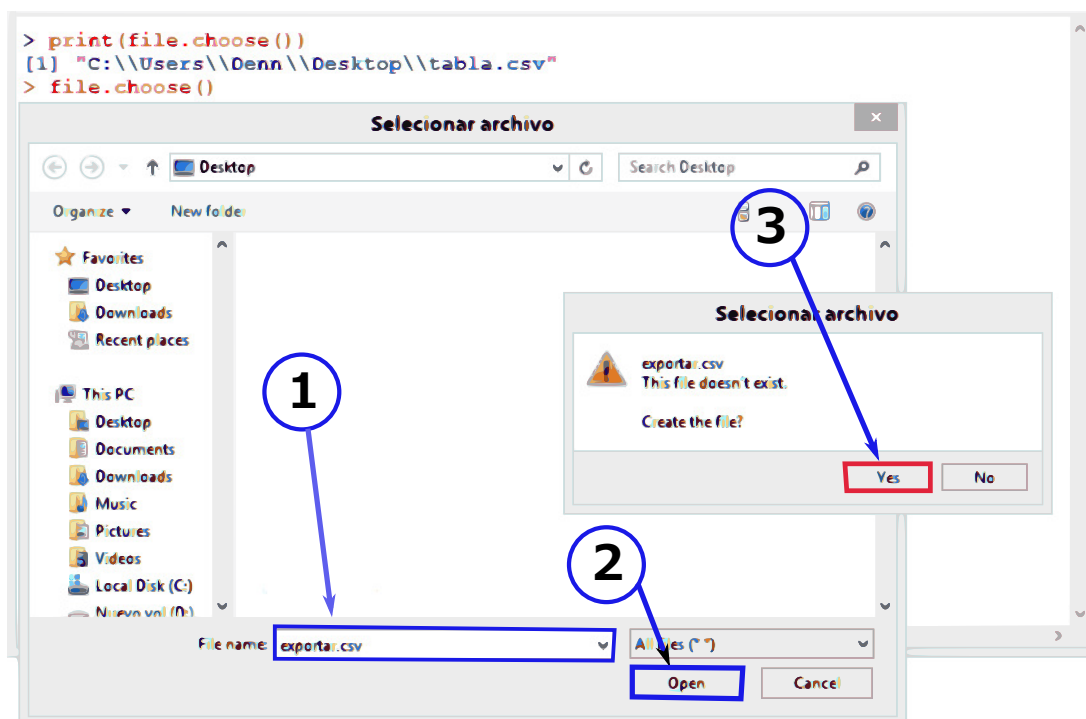 > print(file.choose())
[1] "C:\\Users\\Denn\\Desktop\\tabla.csv"
> file.choose()
Selecionar archivo
Desktop
Search Desktop
Organize
New folder
3
Favorites
Desktop
Downloads
Recent places
This PC
Desktop
Documents
Downloads
Music
Pictures
Videos
Local Disk (C:)
Nuevo vol (D:)
1
Selecionar archivo
exportar.csv
This file doesn't exist.
Create the file?
Yes
No
2
File name:
exportar.csv
All files (*.*)
Open
Cancel